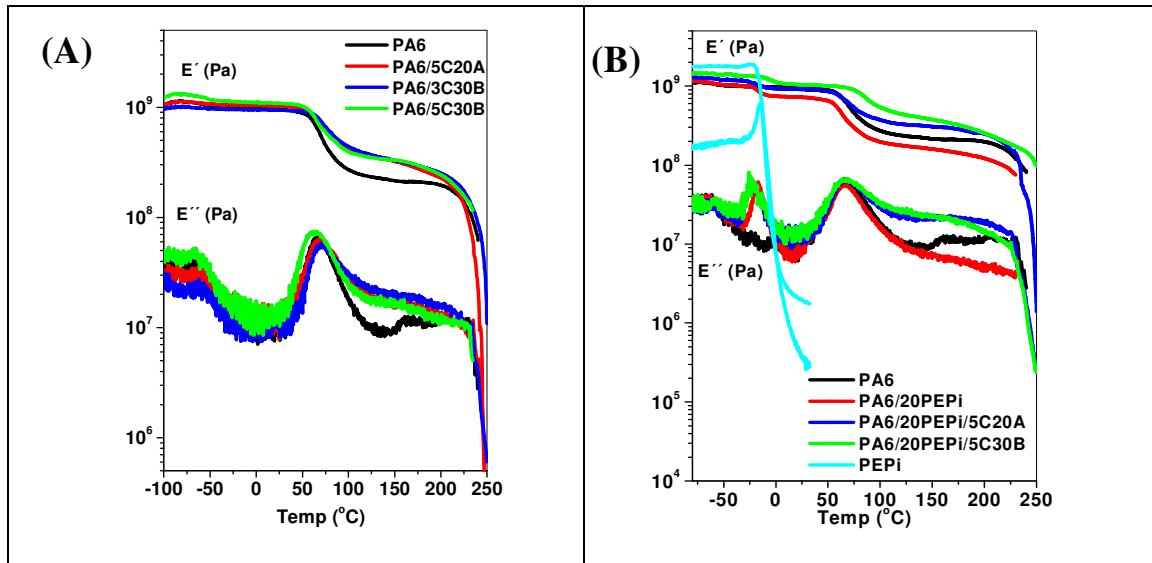 (A)
PA6
PA6/5C20A
PA6/3C30B
PA6/5C30B
E´ (Pa)
E´´ (Pa)
10^9
10^8
10^7
10^6
-100 -50 0 50 100 150 200 250
Temp (°C)
(B)
E´ (Pa)
E´´ (Pa)
10^9
10^8
10^7
10^6
10^5
10^4
PA6
PA6/20PEPi
PA6/20PEPi/5C20A
PA6/20PEPi/5C30B
PEPi
-50 0 50 100 150 200 250
Temp (°C)